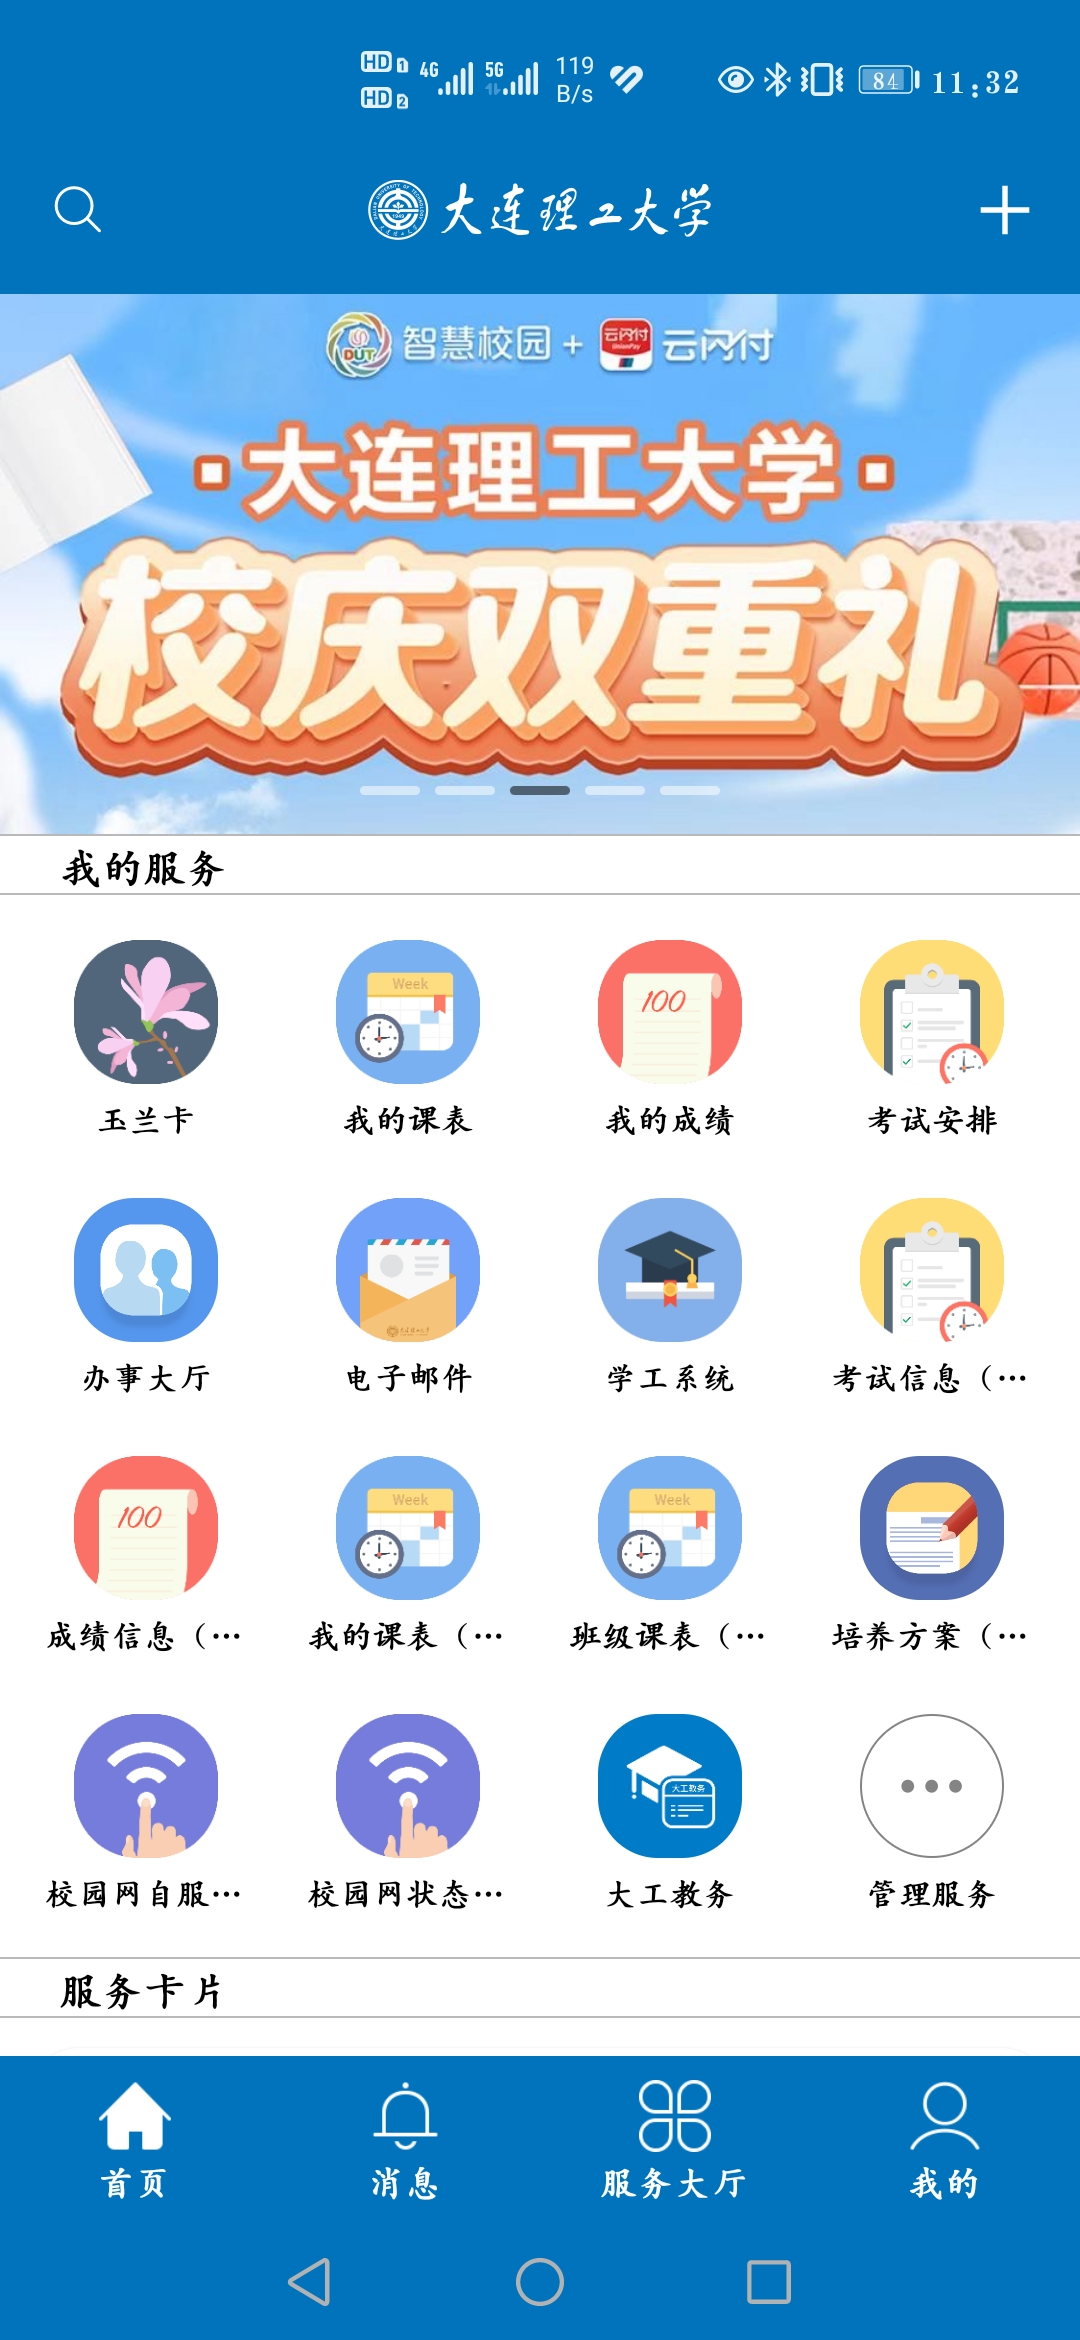 HD 1 4G 5G 119 84 11:32
HD 2 B/s
大连理工大学
DUT 智慧校园 + 云闪付 UnionPay 云闪付
大连理工大学
校庆双重礼
我的服务
Week 100
玉兰卡 我的课表 我的成绩 考试安排
办事大厅 电子邮件 学工系统 考试信息（…
100 Week Week
成绩信息（… 我的课表（… 班级课表（… 培养方案（…
大工教务
校园网自服… 校园网状态… 大工教务 管理服务
服务卡片
首页 消息 服务大厅 我的